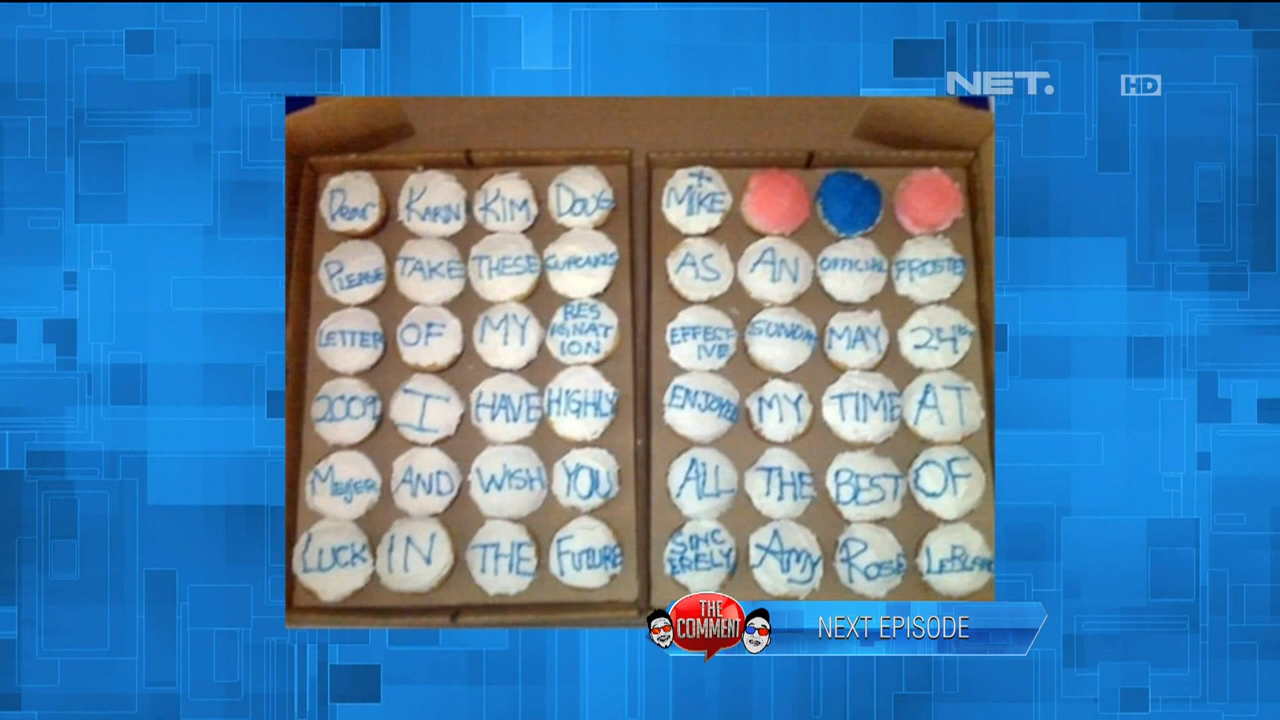 NET.
HD
Dear KARIN KIM DOUG + MIKE
PLEASE TAKE THESE CUPCAKES AS AN OFFICIAL FROSTED
LETTER OF MY RESIGNATION EFFECTIVE SUNDAY MAY 24th
2009 I HAVE HIGHLY ENJOYED MY TIME AT
MEIJER AND WISH YOU ALL THE BEST OF
LUCK IN THE FUTURE SINCERELY AMY ROSE LEBLANC
THE COMMENT
NEXT EPISODE